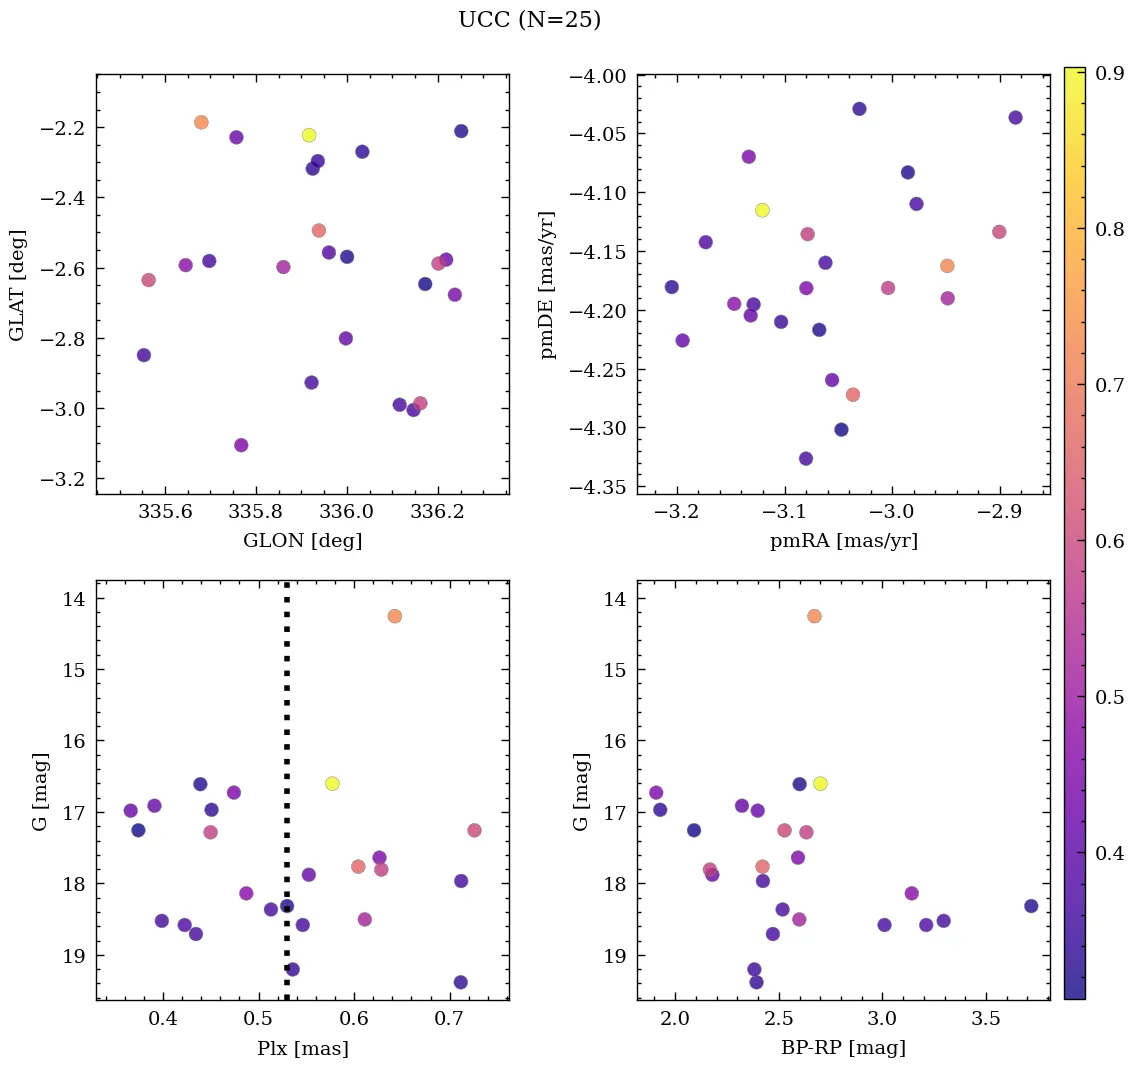 UCC (N=25)
−2.2
−2.4
−2.6
−2.8
−3.0
−3.2
GLAT [deg]
335.6 335.8 336.0 336.2
GLON [deg]
−4.00
−4.05
−4.10
−4.15
−4.20
−4.25
−4.30
−4.35
pmDE [mas/yr]
−3.2 −3.1 −3.0 −2.9
pmRA [mas/yr]
14
15
16
17
18
19
G [mag]
0.4 0.5 0.6 0.7
Plx [mas]
14
15
16
17
18
19
G [mag]
2.0 2.5 3.0 3.5
BP-RP [mag]
0.9
0.8
0.7
0.6
0.5
0.4